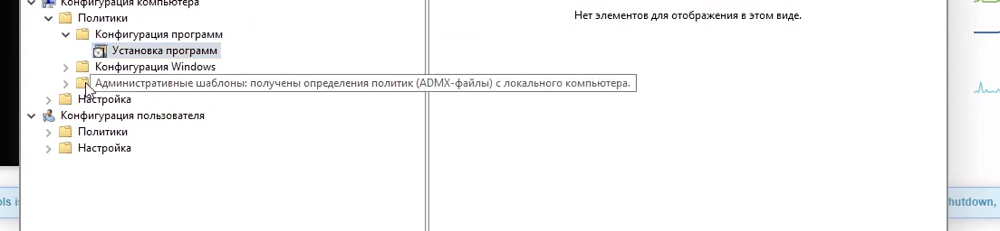 Конфигурация компьютера
Политики
Конфигурация программ
Установка программ
Конфигурация Windows
Административные шаблоны: получены определения политик (ADMX-файлы) с локального компьютера.
Настройка
Конфигурация пользователя
Политики
Настройка
Нет элементов для отображения в этом виде.
hutdown,